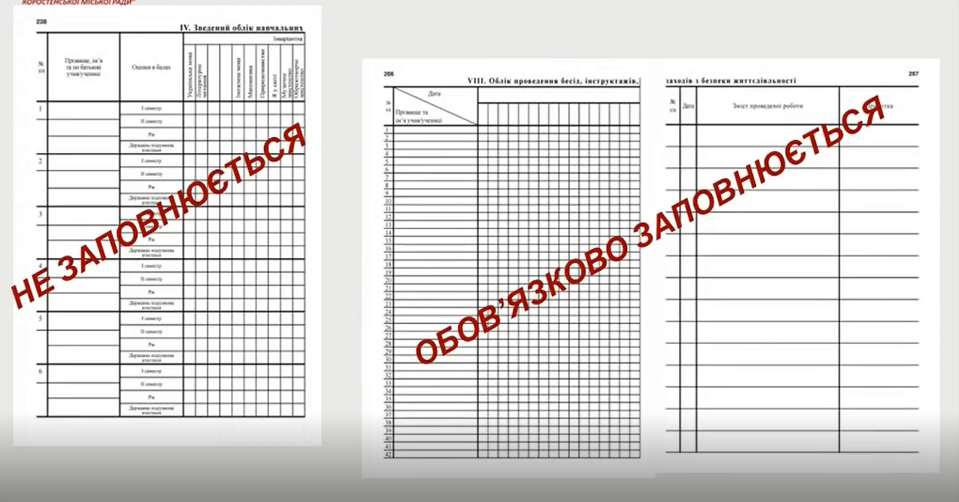 КОРОСТЕНСЬКОЇ МІСЬКОЇ РАДИ"
238
IV. Зведений облік навчальних
Інваріантна
№ з/п
Прізвище, ім'я
та по батькові
учня/учениці
Оцінки в балах
Українська мова
Літературне
читання
Іноземна мова
Математика
Природознавство
Я у світі
Музичне
мистецтво
Образотворче
мистецтво
1
І семестр
ІІ семестр
Рік
Державна підсумкова
атестація
2
І семестр
ІІ семестр
Рік
Державна підсумкова
атестація
3
І семестр
ІІ семестр
Рік
Державна підсумкова
атестація
4
І семестр
ІІ семестр
Рік
Державна підсумкова
атестація
5
І семестр
ІІ семестр
Рік
Державна підсумкова
атестація
6
І семестр
ІІ семестр
Рік
Державна підсумкова
атестація
НЕ ЗАПОВНЮЄТЬСЯ
266
VIII. Облік проведення бесід, інструктажів,
№ з/п
Дата
Прізвище та
ім'я учня/учениці
1
2
3
4
5
6
7
8
9
10
11
12
13
14
15
16
17
18
19
20
21
22
23
24
25
26
27
28
29
30
31
32
33
34
35
36
37
38
39
40
41
42
267
заходів з безпеки життєдіяльності
№ з/п
Дата
Зміст проведеної роботи
ОБОВ'ЯЗКОВО ЗАПОВНЮЄТЬСЯ